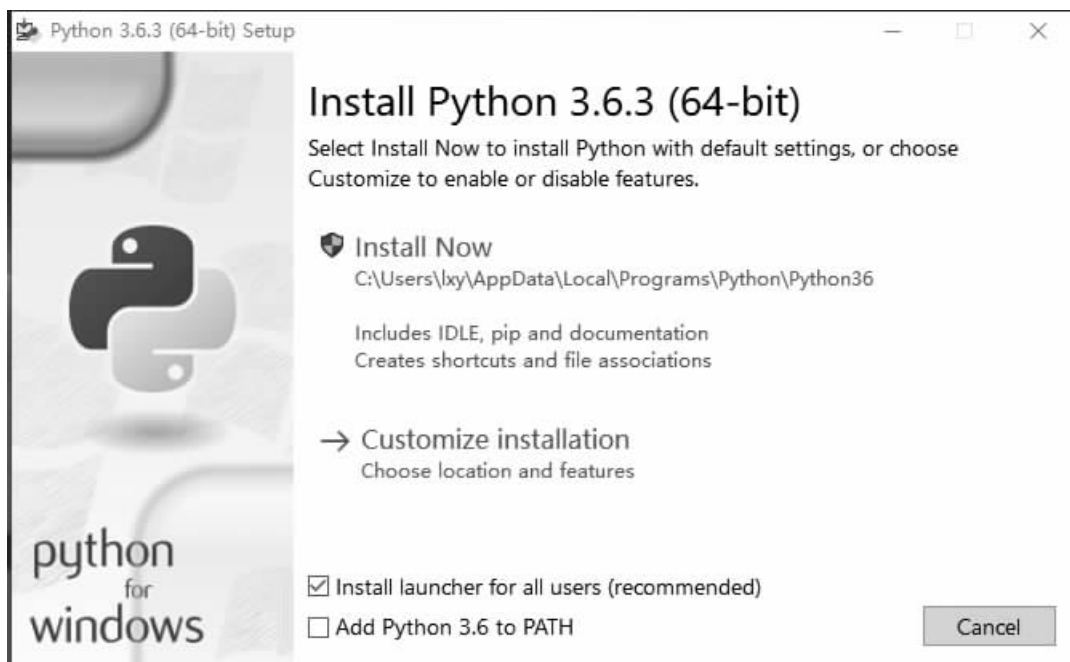 Python 3.6.3 (64-bit) Setup
Install Python 3.6.3 (64-bit)
Select Install Now to install Python with default settings, or choose
Customize to enable or disable features.
Install Now
C:\Users\lxy\AppData\Local\Programs\Python\Python36
Includes IDLE, pip and documentation
Creates shortcuts and file associations
Customize installation
Choose location and features
python
for
windows
Install launcher for all users (recommended)
Add Python 3.6 to PATH
Cancel